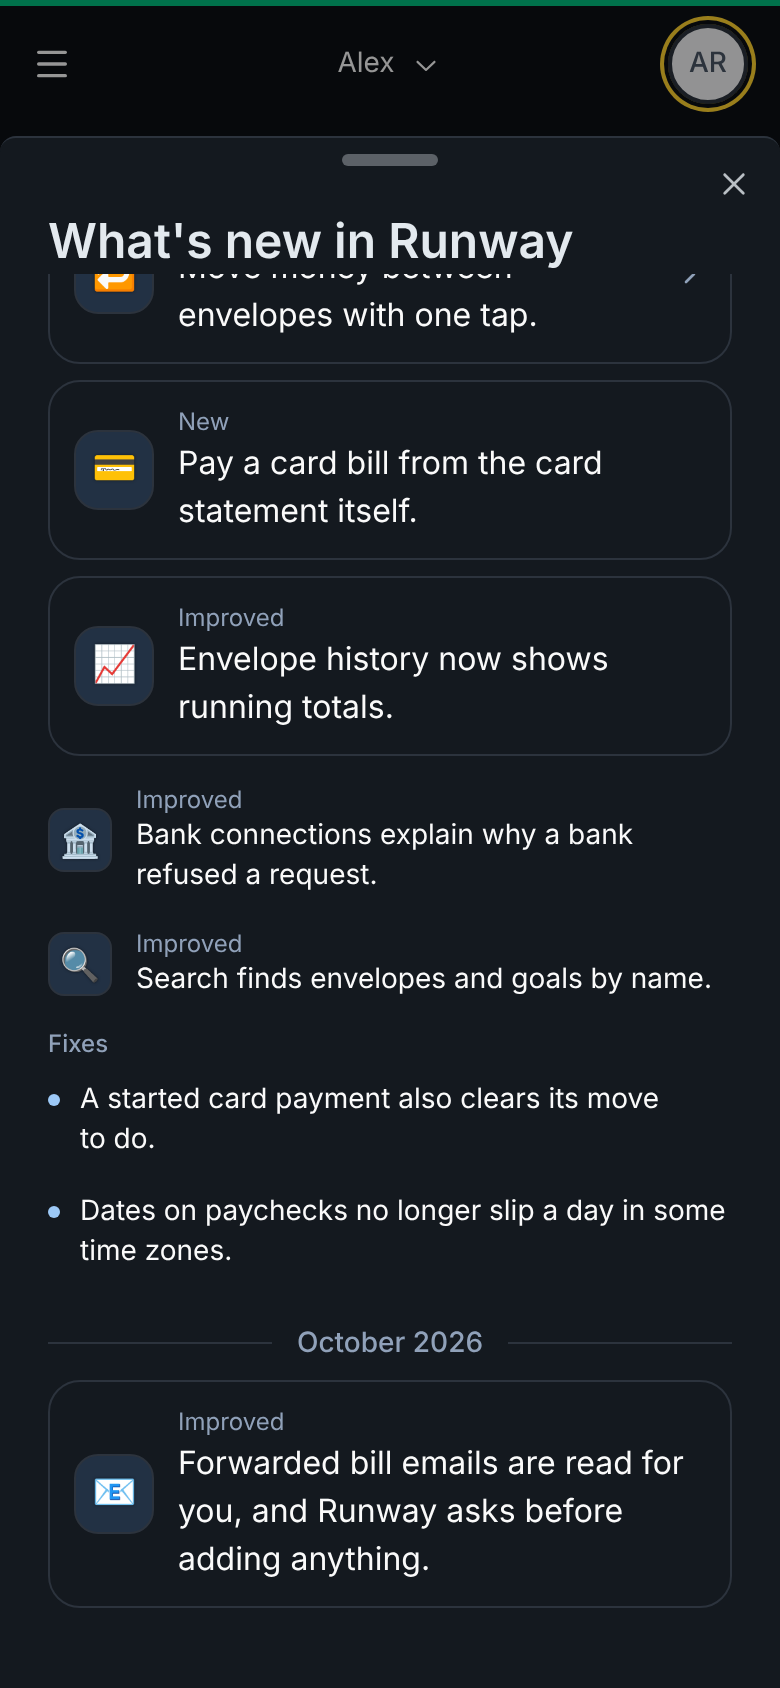 Alex
AR
What's new in Runway
Move money between
envelopes with one tap.
New
Pay a card bill from the card
statement itself.
Improved
Envelope history now shows
running totals.
Improved
Bank connections explain why a bank
refused a request.
Improved
Search finds envelopes and goals by name.
Fixes
A started card payment also clears its move
to do.
Dates on paychecks no longer slip a day in some
time zones.
October 2026
Improved
Forwarded bill emails are read for
you, and Runway asks before
adding anything.